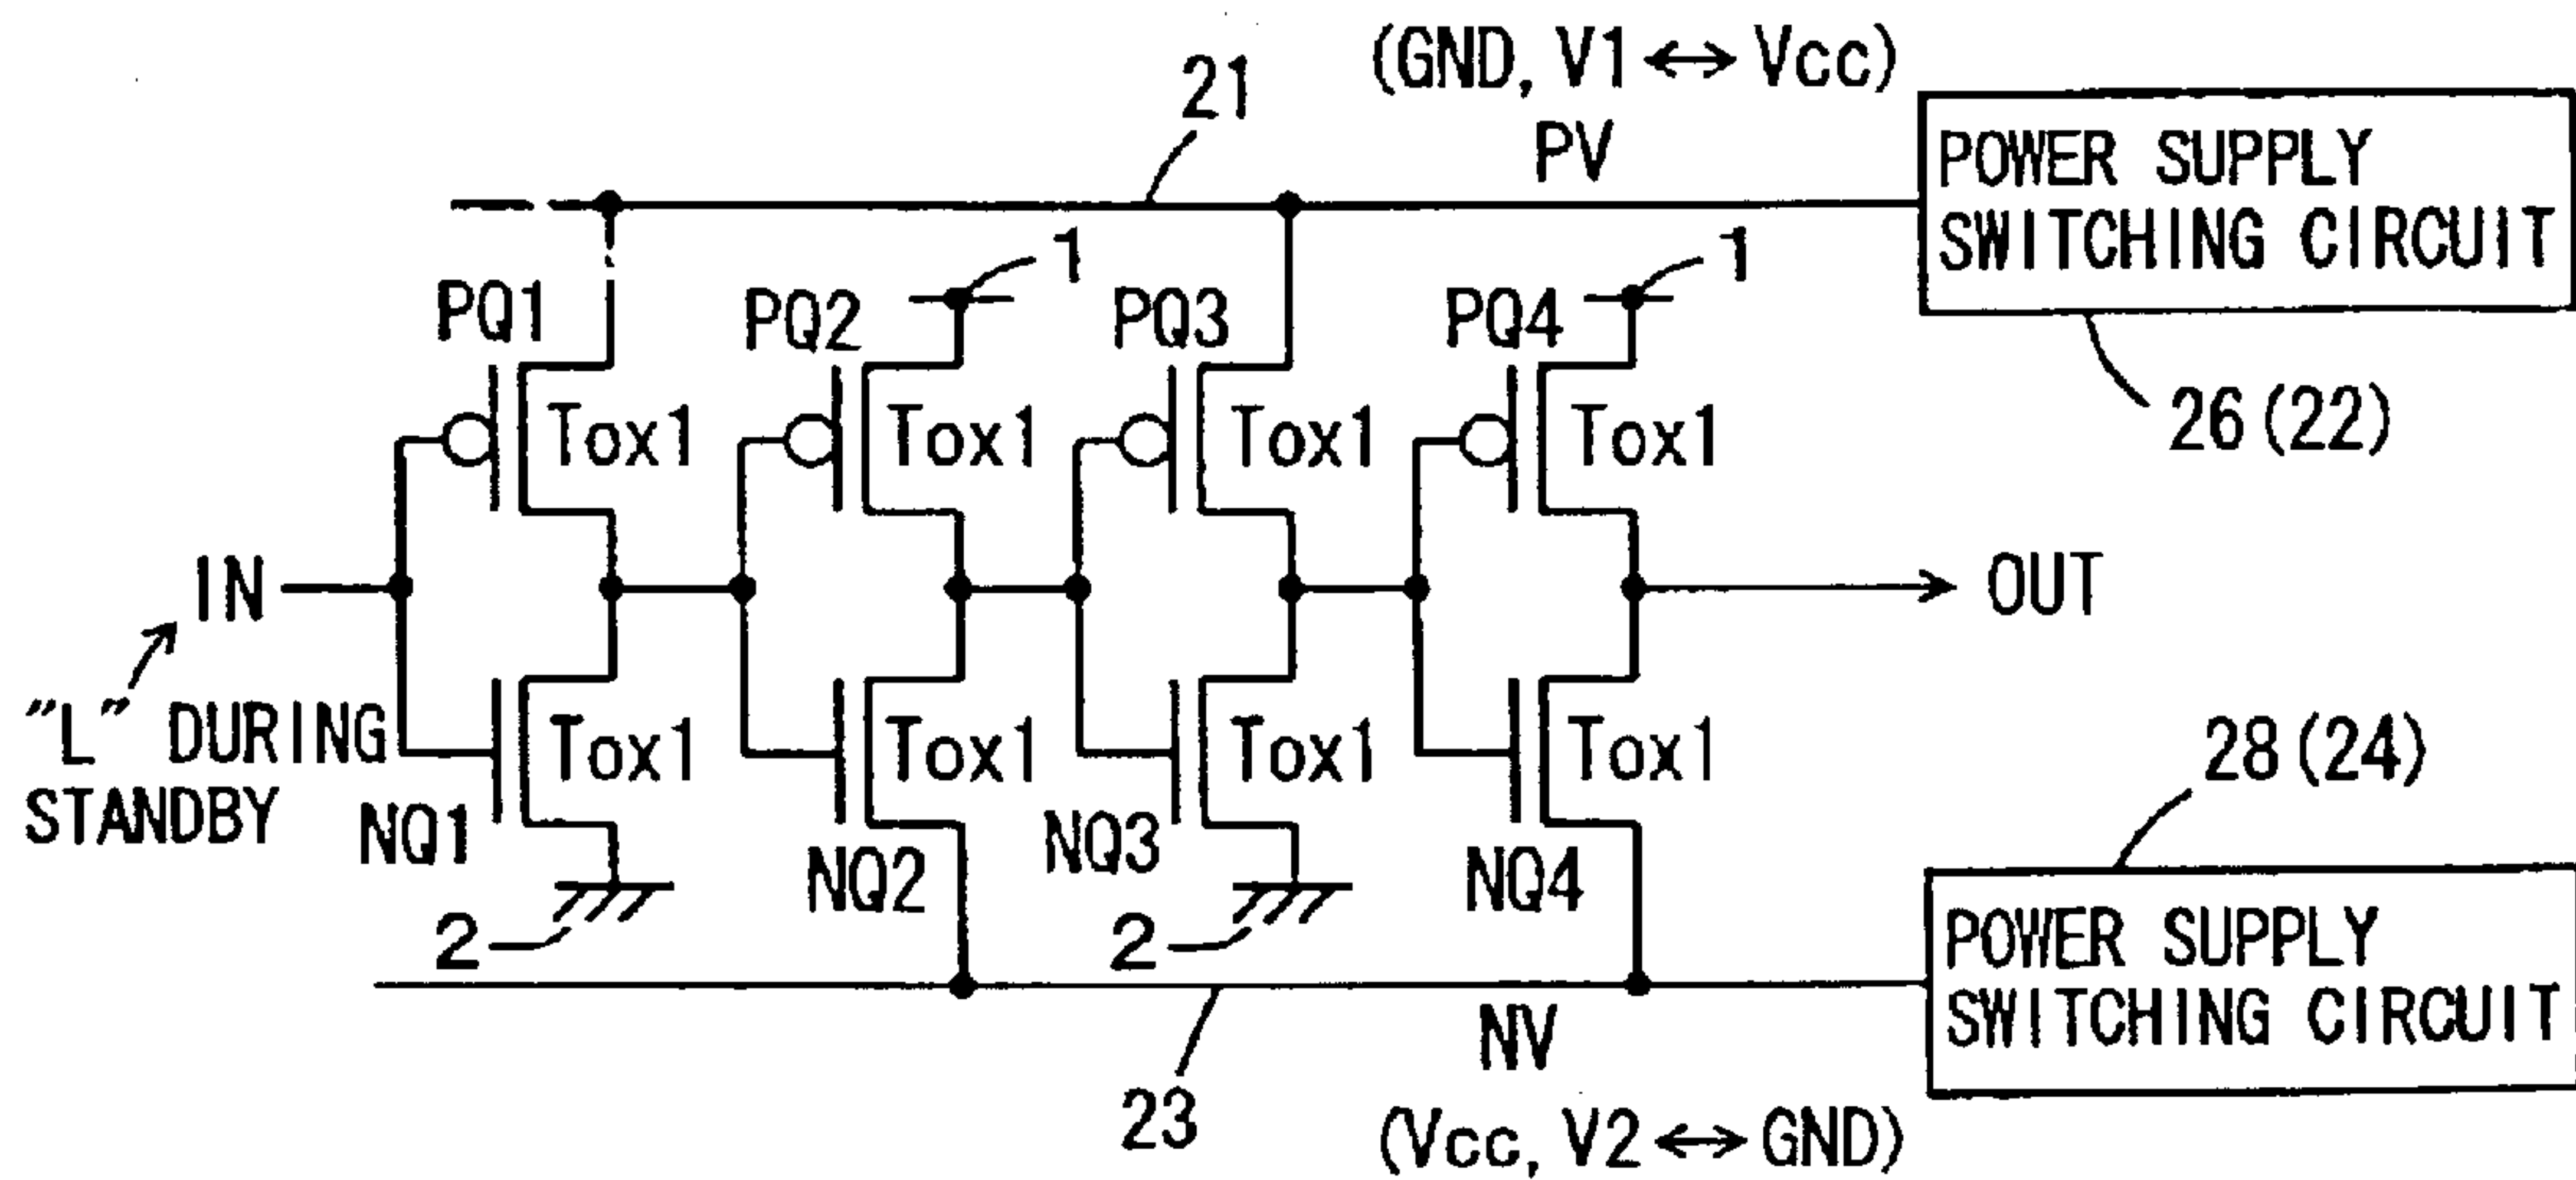 (GND, V1 ↔ Vcc)
21
PV
POWER SUPPLY
SWITCHING CIRCUIT
1
1
PQ1
PQ2
PQ3
PQ4
26 (22)
Tox1
Tox1
Tox1
Tox1
IN
OUT
"L" DURING
STANDBY
Tox1
Tox1
Tox1
Tox1
28 (24)
NQ1
NQ2
NQ3
NQ4
2
2
POWER SUPPLY
SWITCHING CIRCUIT
NV
23
(Vcc, V2 ↔ GND)